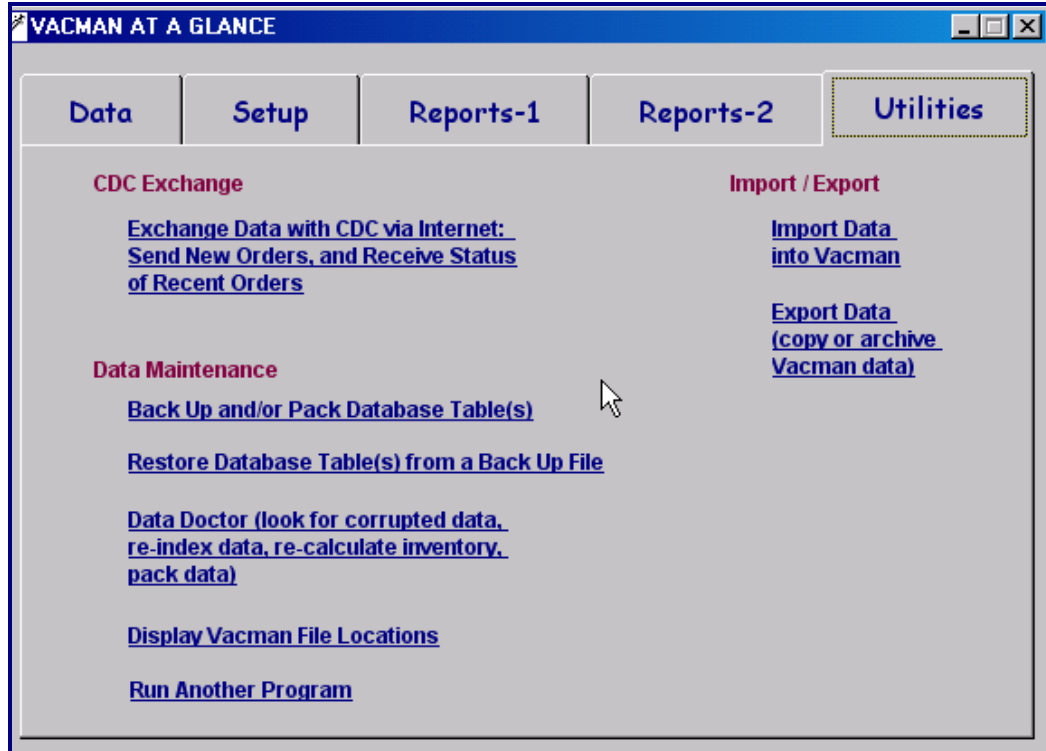 VACMAN AT A GLANCE
Data
Setup
Reports-1
Reports-2
Utilities
CDC Exchange
Exchange Data with CDC via Internet:
Send New Orders, and Receive Status
of Recent Orders
Data Maintenance
Back Up and/or Pack Database Table(s)
Restore Database Table(s) from a Back Up File
Data Doctor (look for corrupted data,
re-index data, re-calculate inventory,
pack data)
Display Vacman File Locations
Run Another Program
Import / Export
Import Data
into Vacman
Export Data
(copy or archive
Vacman data)